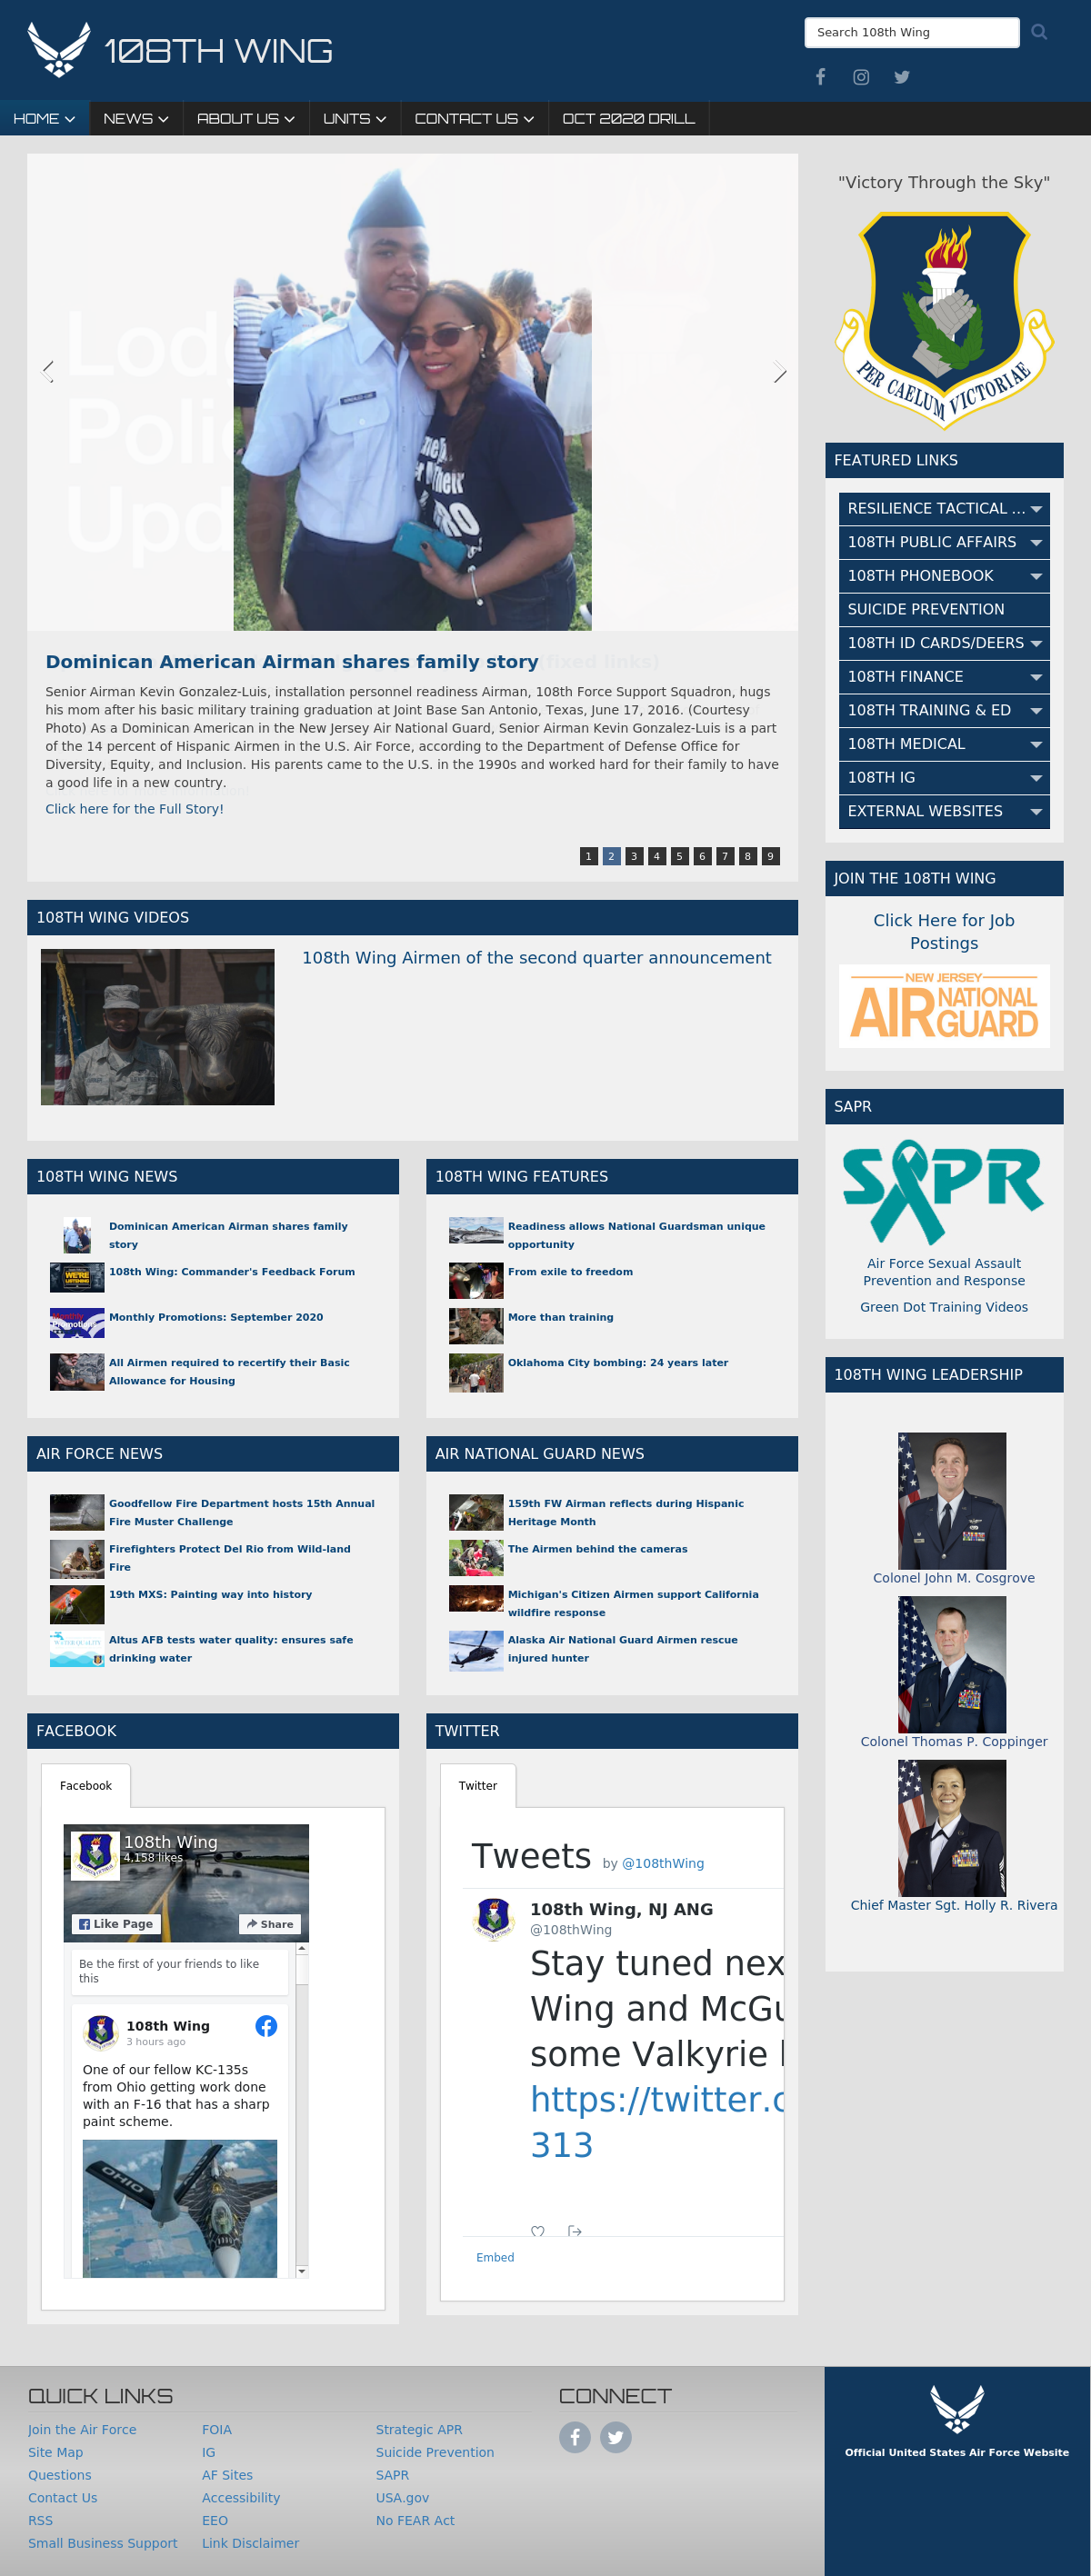 108TH WING
Search 108th Wing
HOME
NEWS
ABOUT US
UNITS
CONTACT US
OCT 2020 DRILL
"Victory Through the Sky"
PER CAELUM VICTORIAE
Dominican American Airman shares family story
Senior Airman Kevin Gonzalez-Luis, installation personnel readiness Airman, 108th Force Support Squadron, hugs
his mom after his basic military training graduation at Joint Base San Antonio, Texas, June 17, 2016. (Courtesy
Photo) As a Dominican American in the New Jersey Air National Guard, Senior Airman Kevin Gonzalez-Luis is a part
of the 14 percent of Hispanic Airmen in the U.S. Air Force, according to the Department of Defense Office for
Diversity, Equity, and Inclusion. His parents came to the U.S. in the 1990s and worked hard for their family to have
a good life in a new country.
Click here for the Full Story!
1 2 3 4 5 6 7 8 9
FEATURED LINKS
RESILIENCE TACTICAL ...
108TH PUBLIC AFFAIRS
108TH PHONEBOOK
SUICIDE PREVENTION
108TH ID CARDS/DEERS
108TH FINANCE
108TH TRAINING & ED
108TH MEDICAL
108TH IG
EXTERNAL WEBSITES
JOIN THE 108TH WING
Click Here for Job
Postings
NEW JERSEY
AIR NATIONAL
GUARD
SAPR
SAPR
Air Force Sexual Assault
Prevention and Response
Green Dot Training Videos
108TH WING LEADERSHIP
Colonel John M. Cosgrove
Colonel Thomas P. Coppinger
Chief Master Sgt. Holly R. Rivera
108TH WING VIDEOS
108th Wing Airmen of the second quarter announcement
108TH WING NEWS
Dominican American Airman shares family
story
WE'RE
LISTENING
108th Wing: Commander's Feedback Forum
Monthly
Promotions
Monthly Promotions: September 2020
All Airmen required to recertify their Basic
Allowance for Housing
108TH WING FEATURES
Readiness allows National Guardsman unique
opportunity
From exile to freedom
More than training
Oklahoma City bombing: 24 years later
AIR FORCE NEWS
Goodfellow Fire Department hosts 15th Annual
Fire Muster Challenge
Firefighters Protect Del Rio from Wild-land
Fire
19th MXS: Painting way into history
WATER QUALITY
Altus AFB tests water quality: ensures safe
drinking water
AIR NATIONAL GUARD NEWS
159th FW Airman reflects during Hispanic
Heritage Month
The Airmen behind the cameras
Michigan's Citizen Airmen support California
wildfire response
Alaska Air National Guard Airmen rescue
injured hunter
FACEBOOK
Facebook
108th Wing
4,158 likes
Like Page
Share
Be the first of your friends to like
this
108th Wing
3 hours ago
One of our fellow KC-135s
from Ohio getting work done
with an F-16 that has a sharp
paint scheme.
OHIO
TWITTER
Twitter
Tweets by @108thWing
108th Wing, NJ ANG
@108thWing
Stay tuned nex
Wing and McGu
some Valkyrie
https://twitter.c
313
Embed
QUICK LINKS
Join the Air Force
Site Map
Questions
Contact Us
RSS
Small Business Support
FOIA
IG
AF Sites
Accessibility
EEO
Link Disclaimer
Strategic APR
Suicide Prevention
SAPR
USA.gov
No FEAR Act
CONNECT
Official United States Air Force Website